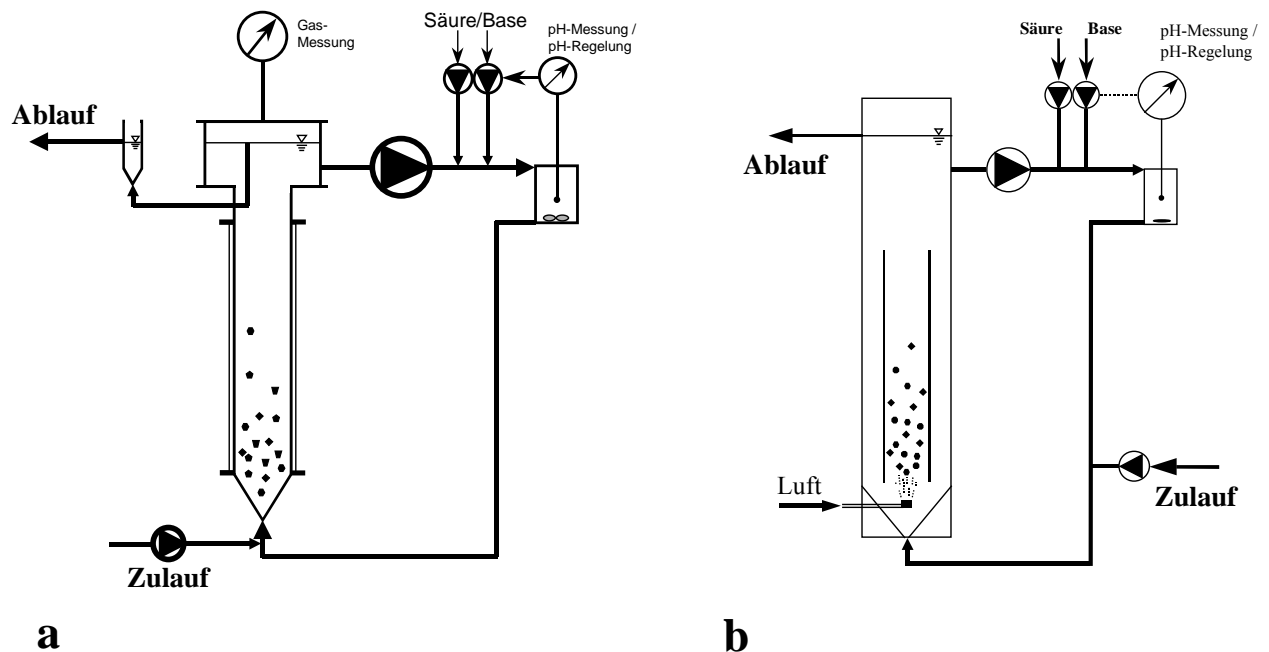 Gas-
Messung
Säure/Base
pH-Messung /
pH-Regelung
Ablauf
Zulauf
a
Säure
Base
pH-Messung /
pH-Regelung
Ablauf
Luft
Zulauf
b